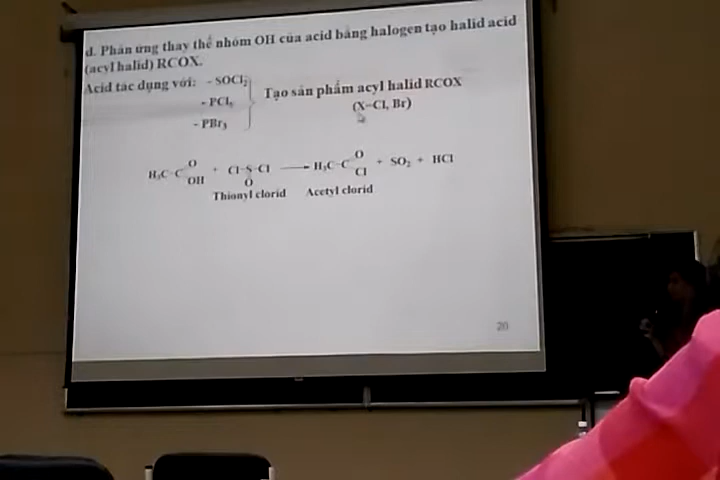 d. Phản ứng thay thế nhóm OH của acid bằng halogen tạo halid acid
(acyl halid) RCOX.
Acid tác dụng với: - SOCl₂
- PCl₅
- PBr₃
Tạo sản phẩm acyl halid RCOX
(X=Cl, Br)
H₃C-C O OH + Cl-S-Cl O → H₃C-C O Cl + SO₂ + HCl
Thionyl clorid Acetyl clorid
20